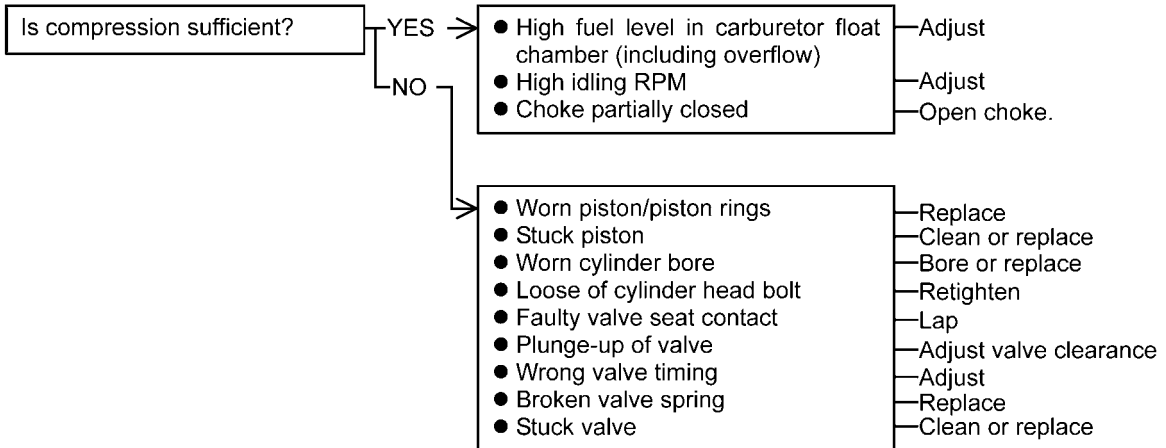 Is compression sufficient?
YES
● High fuel level in carburetor float
chamber (including overflow)
Adjust
● High idling RPM
Adjust
● Choke partially closed
Open choke.
NO
● Worn piston/piston rings
Replace
● Stuck piston
Clean or replace
● Worn cylinder bore
Bore or replace
● Loose of cylinder head bolt
Retighten
● Faulty valve seat contact
Lap
● Plunge-up of valve
Adjust valve clearance
● Wrong valve timing
Adjust
● Broken valve spring
Replace
● Stuck valve
Clean or replace